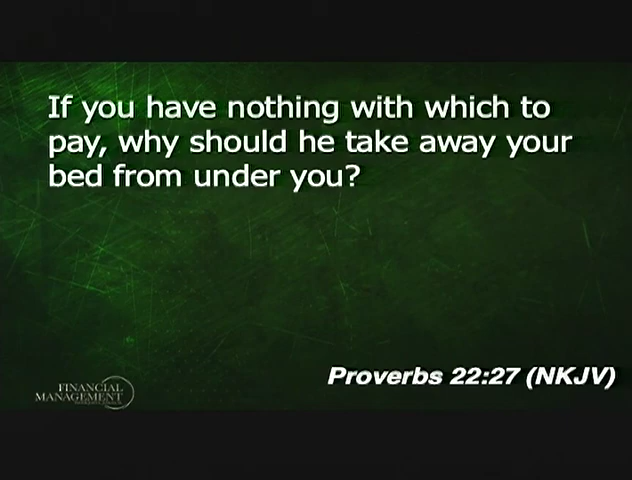 If you have nothing with which to
pay, why should he take away your
bed from under you?
Proverbs 22:27 (NKJV)
FINANCIAL
MANAGEMENT